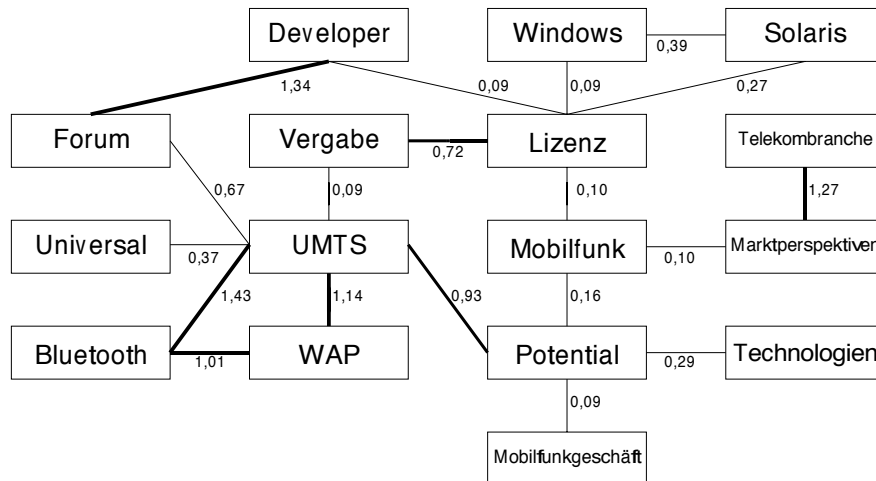 Developer
Windows
Solaris
0,39
1,34
0,09
0,09
0,27
Forum
Vergabe
Lizenz
Telekombranche
0,72
0,67
0,09
0,10
1,27
Universal
UMTS
Mobilfunk
Marktperspektiven
0,37
0,10
1,43
1,14
0,93
0,16
Bluetooth
WAP
Potential
Technologien
1,01
0,29
0,09
Mobilfunkgeschäft